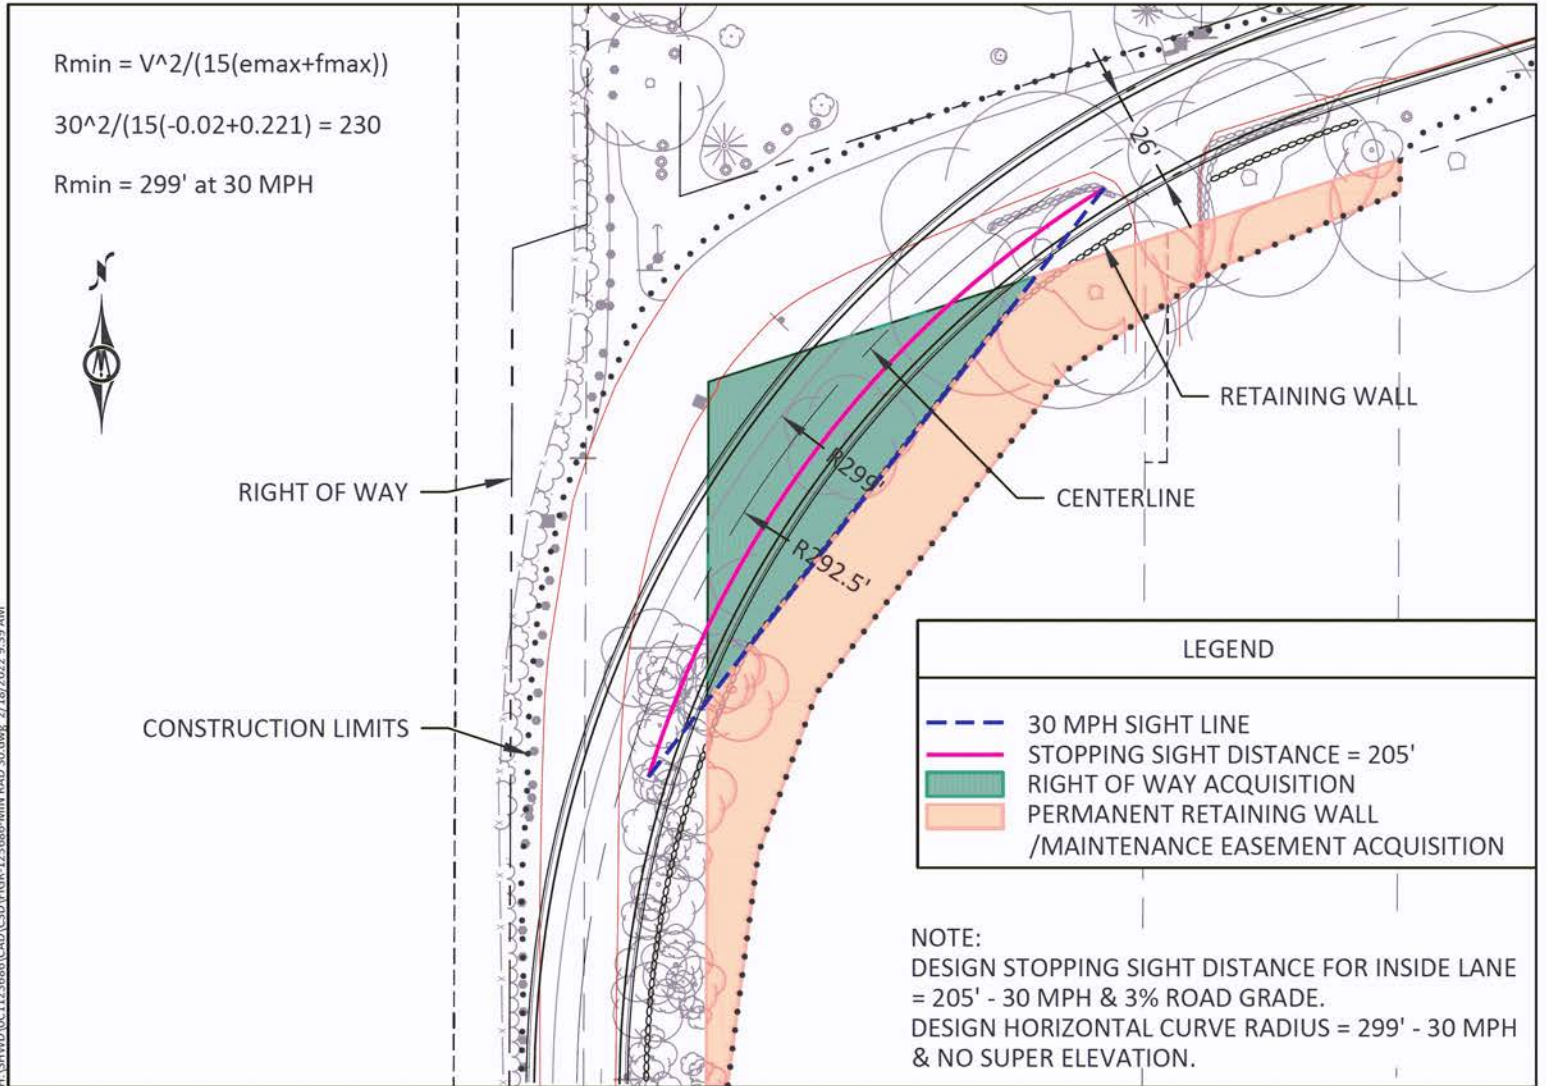 Rmin = V^2/(15(emax+fmax))
30^2/(15(-0.02+0.221) = 230
Rmin = 299' at 30 MPH
N
26'
RETAINING WALL
RIGHT OF WAY
R299'
CENTERLINE
R292.5'
CONSTRUCTION LIMITS
LEGEND
30 MPH SIGHT LINE
STOPPING SIGHT DISTANCE = 205'
RIGHT OF WAY ACQUISITION
PERMANENT RETAINING WALL
/MAINTENANCE EASEMENT ACQUISITION
NOTE:
DESIGN STOPPING SIGHT DISTANCE FOR INSIDE LANE
= 205' - 30 MPH & 3% ROAD GRADE.
DESIGN HORIZONTAL CURVE RADIUS = 299' - 30 MPH
& NO SUPER ELEVATION.